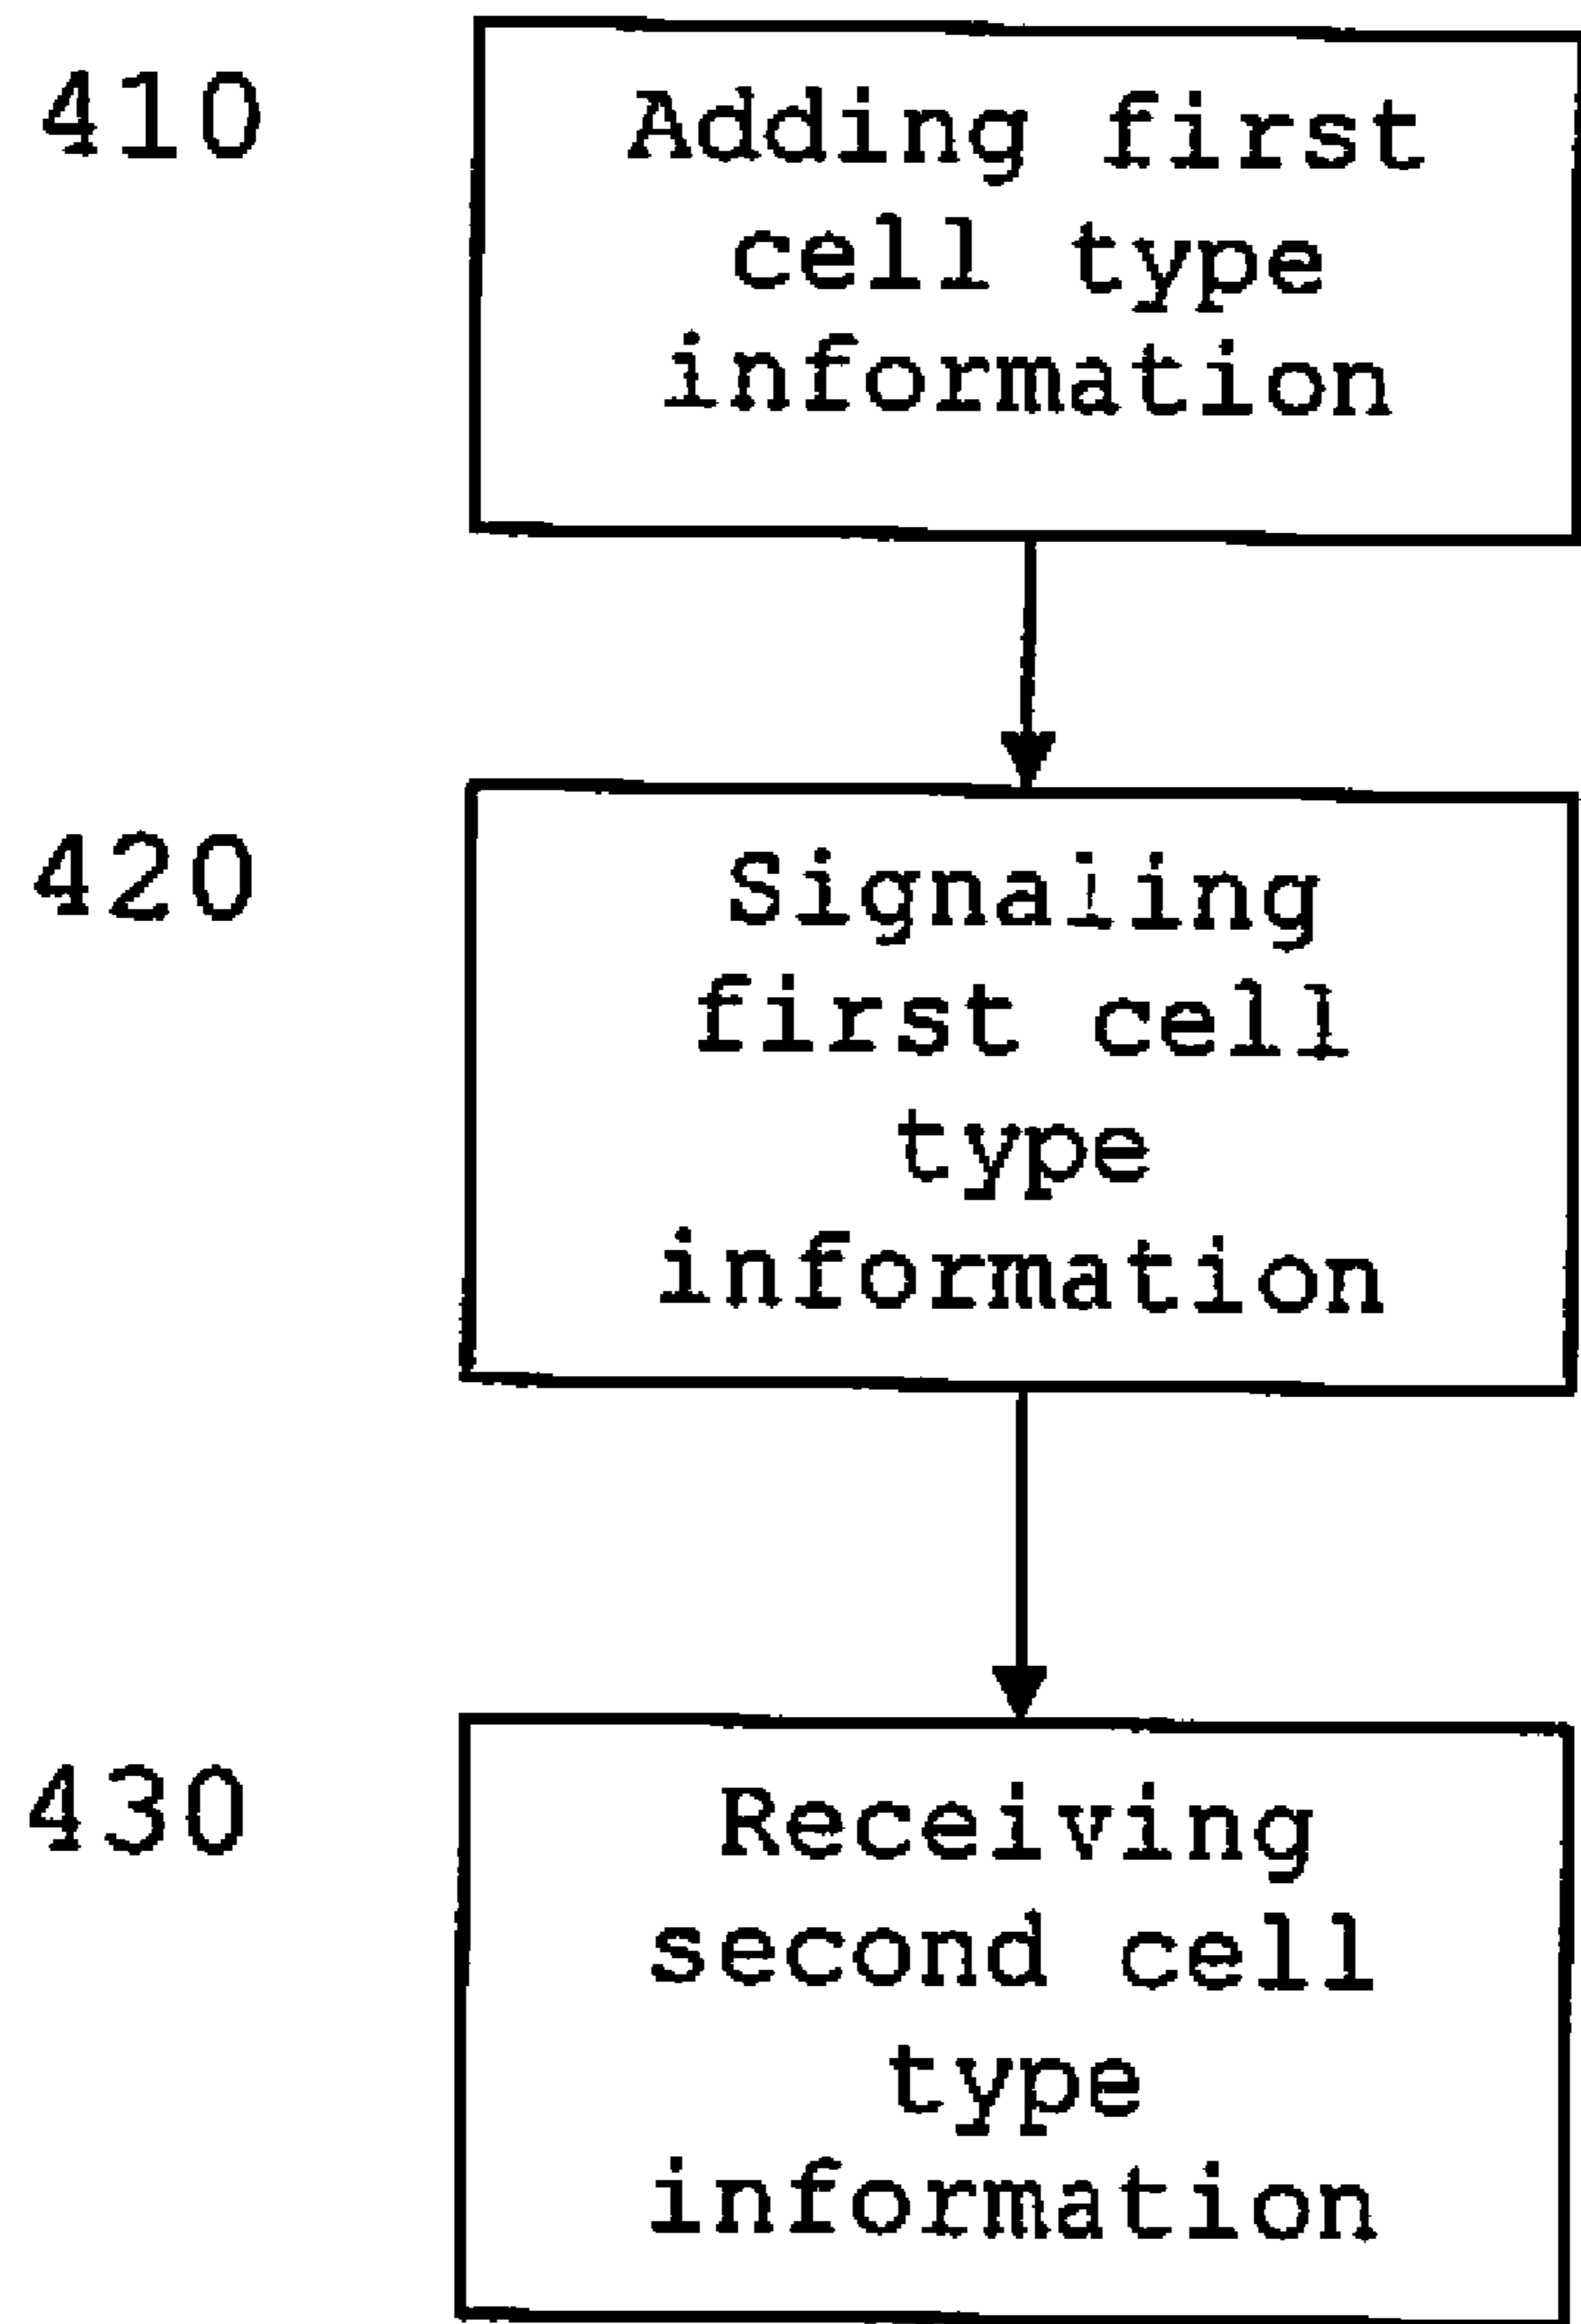 410
Adding first
cell type
information
420
Signaling
first cell
type
information
430
Receiving
second cell
type
information